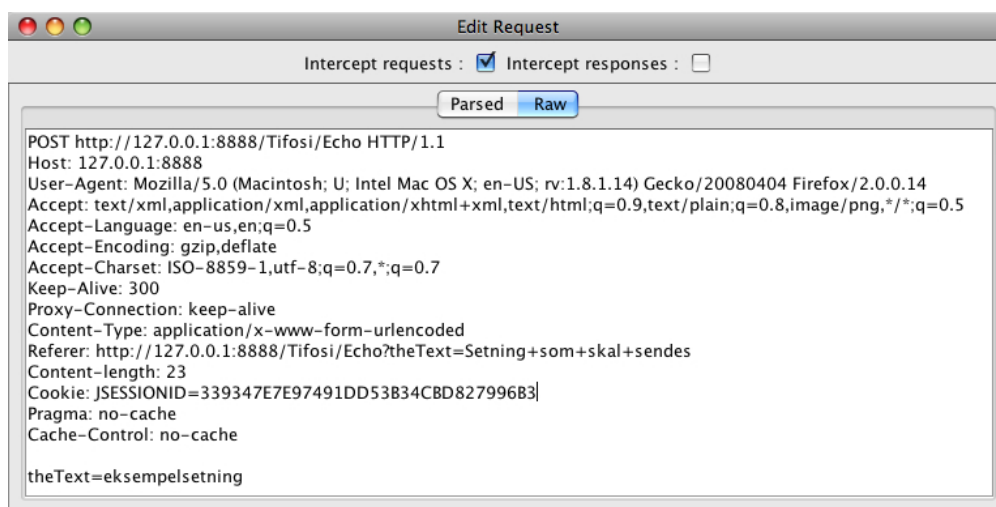 Edit Request
Intercept requests : Intercept responses :
Parsed Raw
POST http://127.0.0.1:8888/Tifosi/Echo HTTP/1.1
Host: 127.0.0.1:8888
User-Agent: Mozilla/5.0 (Macintosh; U; Intel Mac OS X; en-US; rv:1.8.1.14) Gecko/20080404 Firefox/2.0.0.14
Accept: text/xml,application/xml,application/xhtml+xml,text/html;q=0.9,text/plain;q=0.8,image/png,*/*;q=0.5
Accept-Language: en-us,en;q=0.5
Accept-Encoding: gzip,deflate
Accept-Charset: ISO-8859-1,utf-8;q=0.7,*;q=0.7
Keep-Alive: 300
Proxy-Connection: keep-alive
Content-Type: application/x-www-form-urlencoded
Referer: http://127.0.0.1:8888/Tifosi/Echo?theText=Setning+som+skal+sendes
Content-length: 23
Cookie: JSESSIONID=339347E7E97491DD53B34CBD827996B3
Pragma: no-cache
Cache-Control: no-cache
theText=eksempelsetning